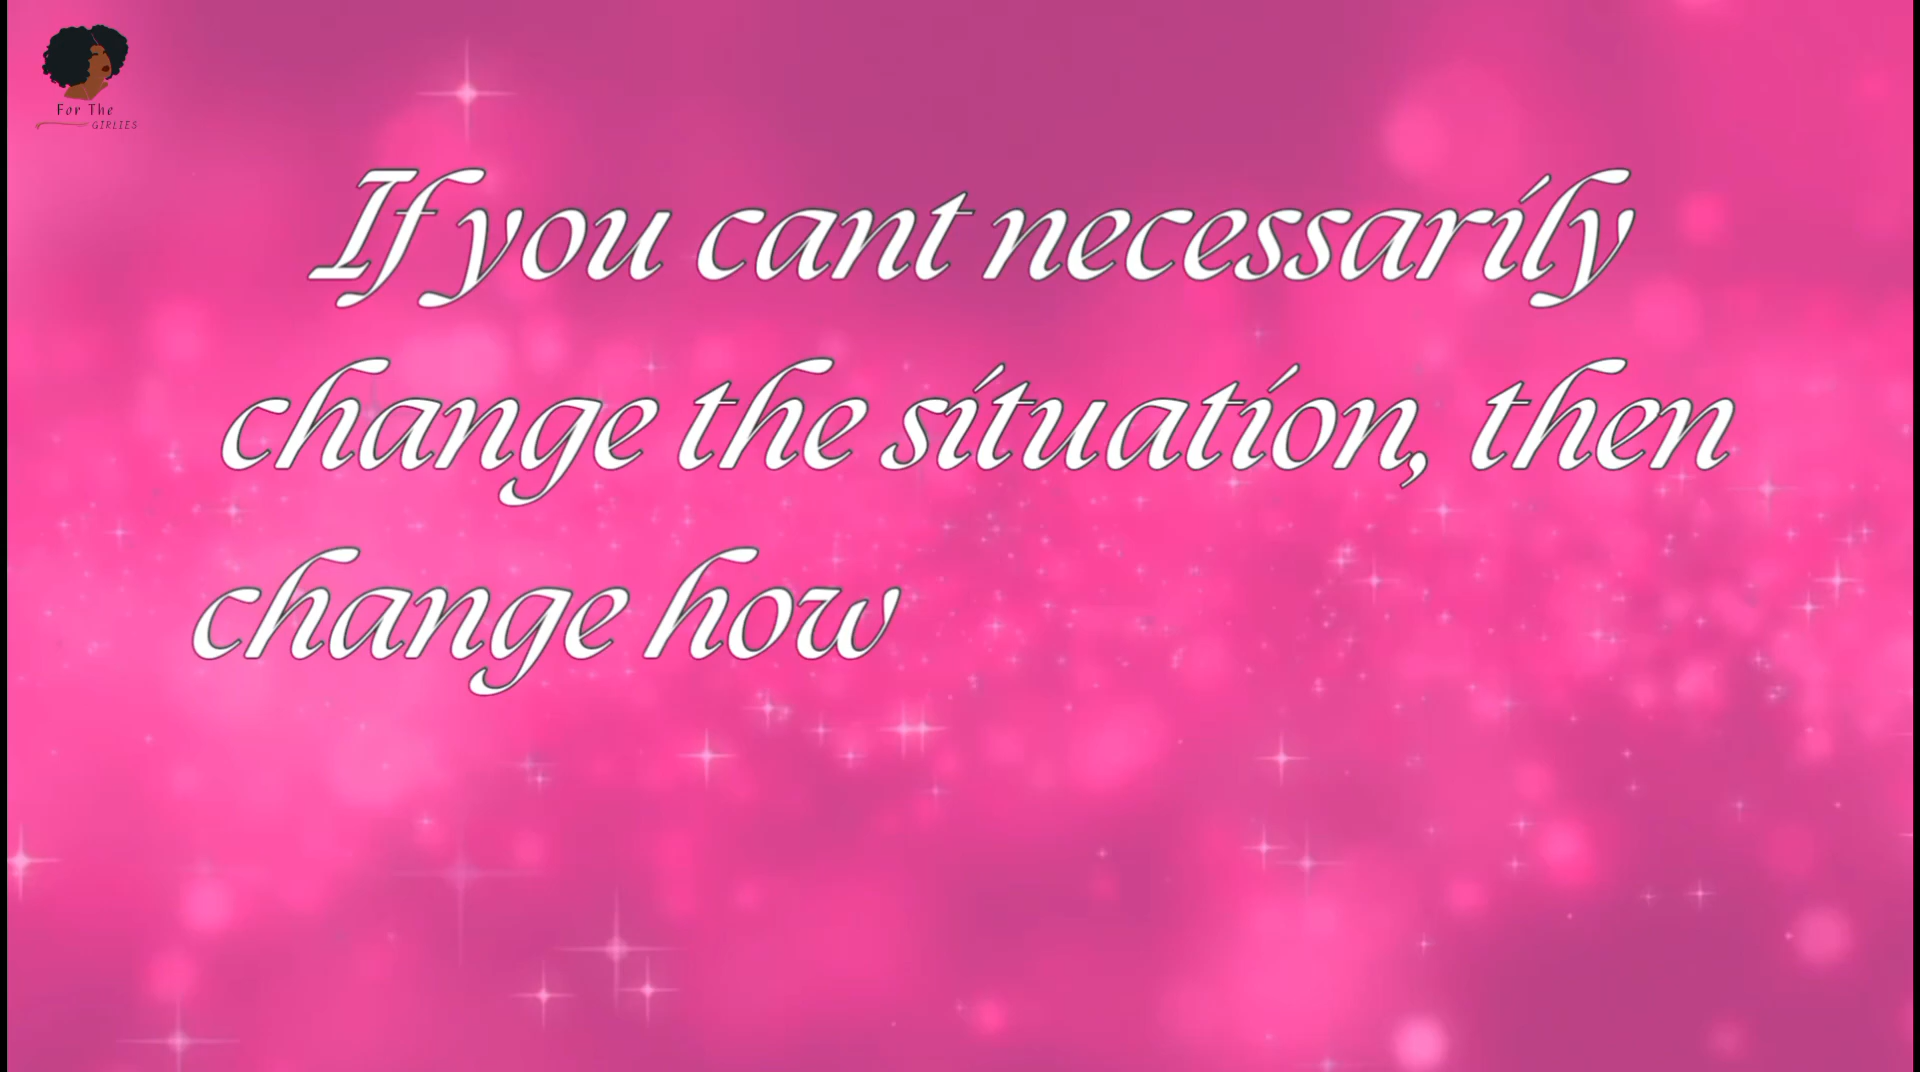 For The
GIRLIES
If you cant necessarily
change the situation, then
change how